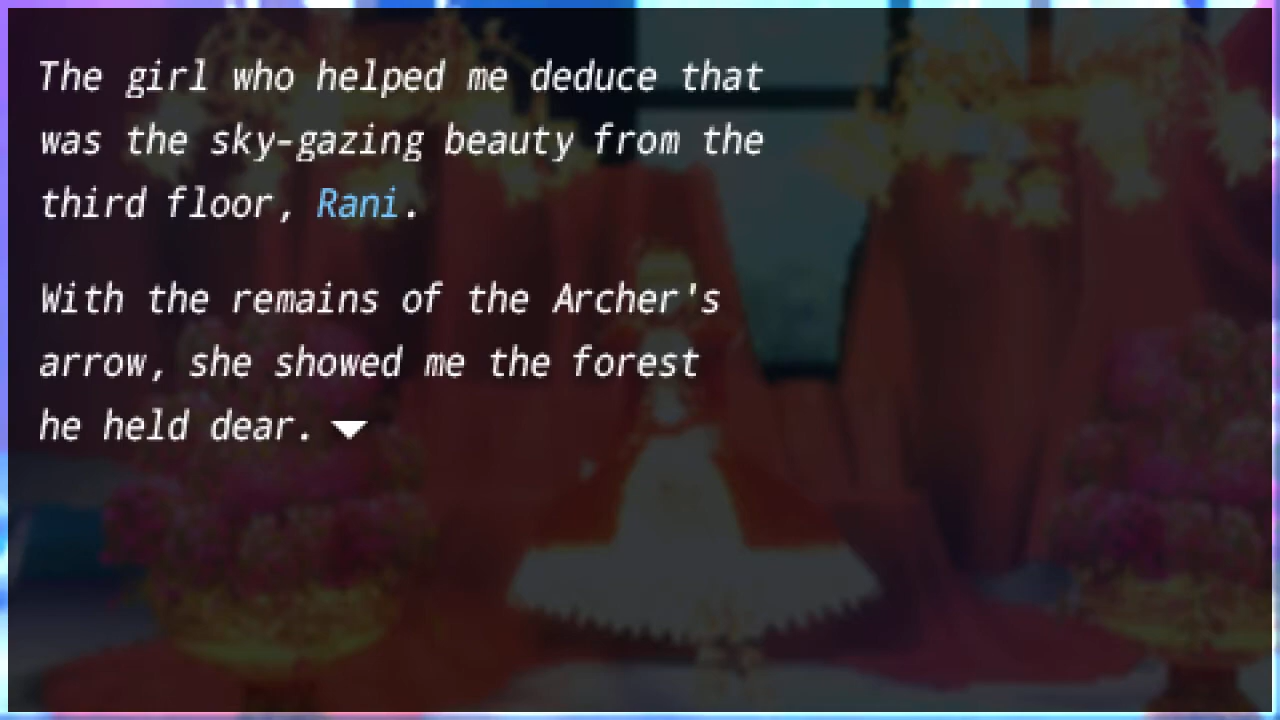 The girl who helped me deduce that
was the sky-gazing beauty from the
third floor, Rani.
With the remains of the Archer's
arrow, she showed me the forest
he held dear.